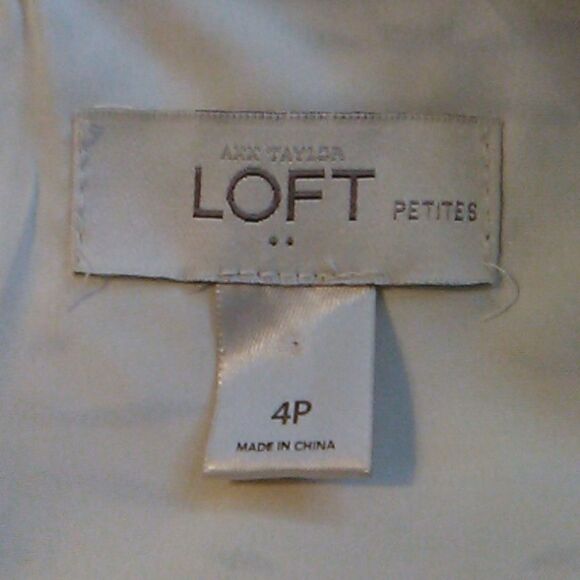 ANN TAYLOR
LOFT PETITES
4P
MADE IN CHINA